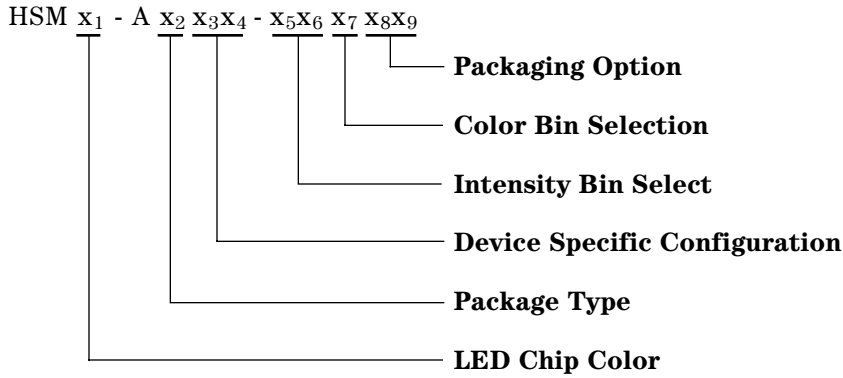 HSM x₁ - A x₂ x₃x₄ - x₅x₆ x₇ x₈x₉
Packaging Option
Color Bin Selection
Intensity Bin Select
Device Specific Configuration
Package Type
LED Chip Color